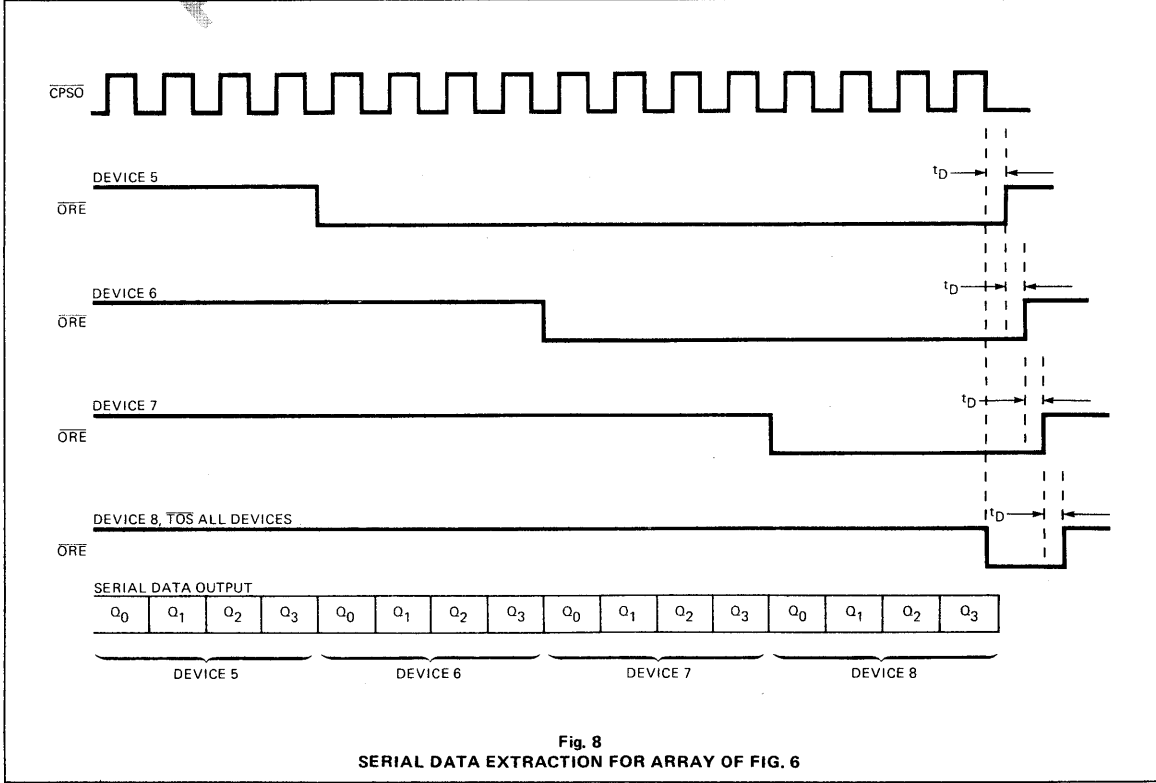 CPSO
DEVICE 5
tD
ORE
DEVICE 6
tD
ORE
DEVICE 7
tD
ORE
DEVICE 8, TOS ALL DEVICES
tD
ORE
SERIAL DATA OUTPUT
Q0 Q1 Q2 Q3 Q0 Q1 Q2 Q3 Q0 Q1 Q2 Q3 Q0 Q1 Q2 Q3
DEVICE 5 DEVICE 6 DEVICE 7 DEVICE 8
Fig. 8
SERIAL DATA EXTRACTION FOR ARRAY OF FIG. 6